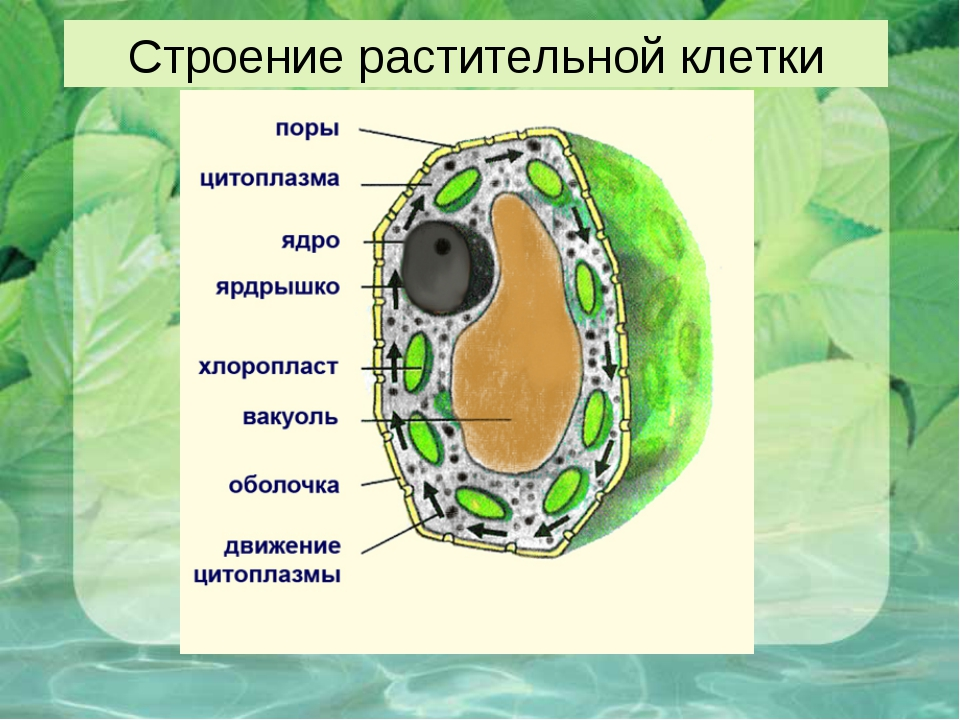 Строение растительной клетки
поры
цитоплазма
ядро
ярдрышко
хлоропласт
вакуоль
оболочка
движение
цитоплазмы